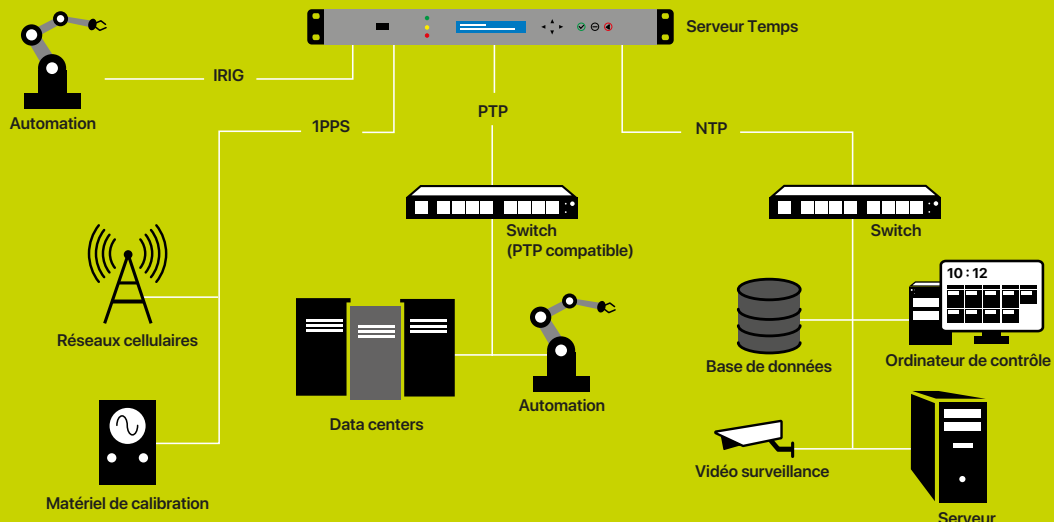 Serveur Temps
IRIG
Automation
1PPS
PTP
NTP
Switch
(PTP compatible)
Switch
10 : 12
Réseaux cellulaires
Base de données
Ordinateur de contrôle
Automation
Data centers
Vidéo surveillance
Matériel de calibration
Serveur